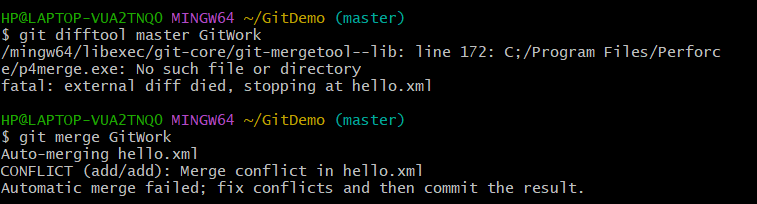 HP@LAPTOP-VUA2TNQO MINGW64 ~/GitDemo (master)
$ git difftool master GitWork
/mingw64/libexec/git-core/git-mergetool--lib: line 172: C;/Program Files/Perforc
e/p4merge.exe: No such file or directory
fatal: external diff died, stopping at hello.xml
HP@LAPTOP-VUA2TNQO MINGW64 ~/GitDemo (master)
$ git merge GitWork
Auto-merging hello.xml
CONFLICT (add/add): Merge conflict in hello.xml
Automatic merge failed; fix conflicts and then commit the result.